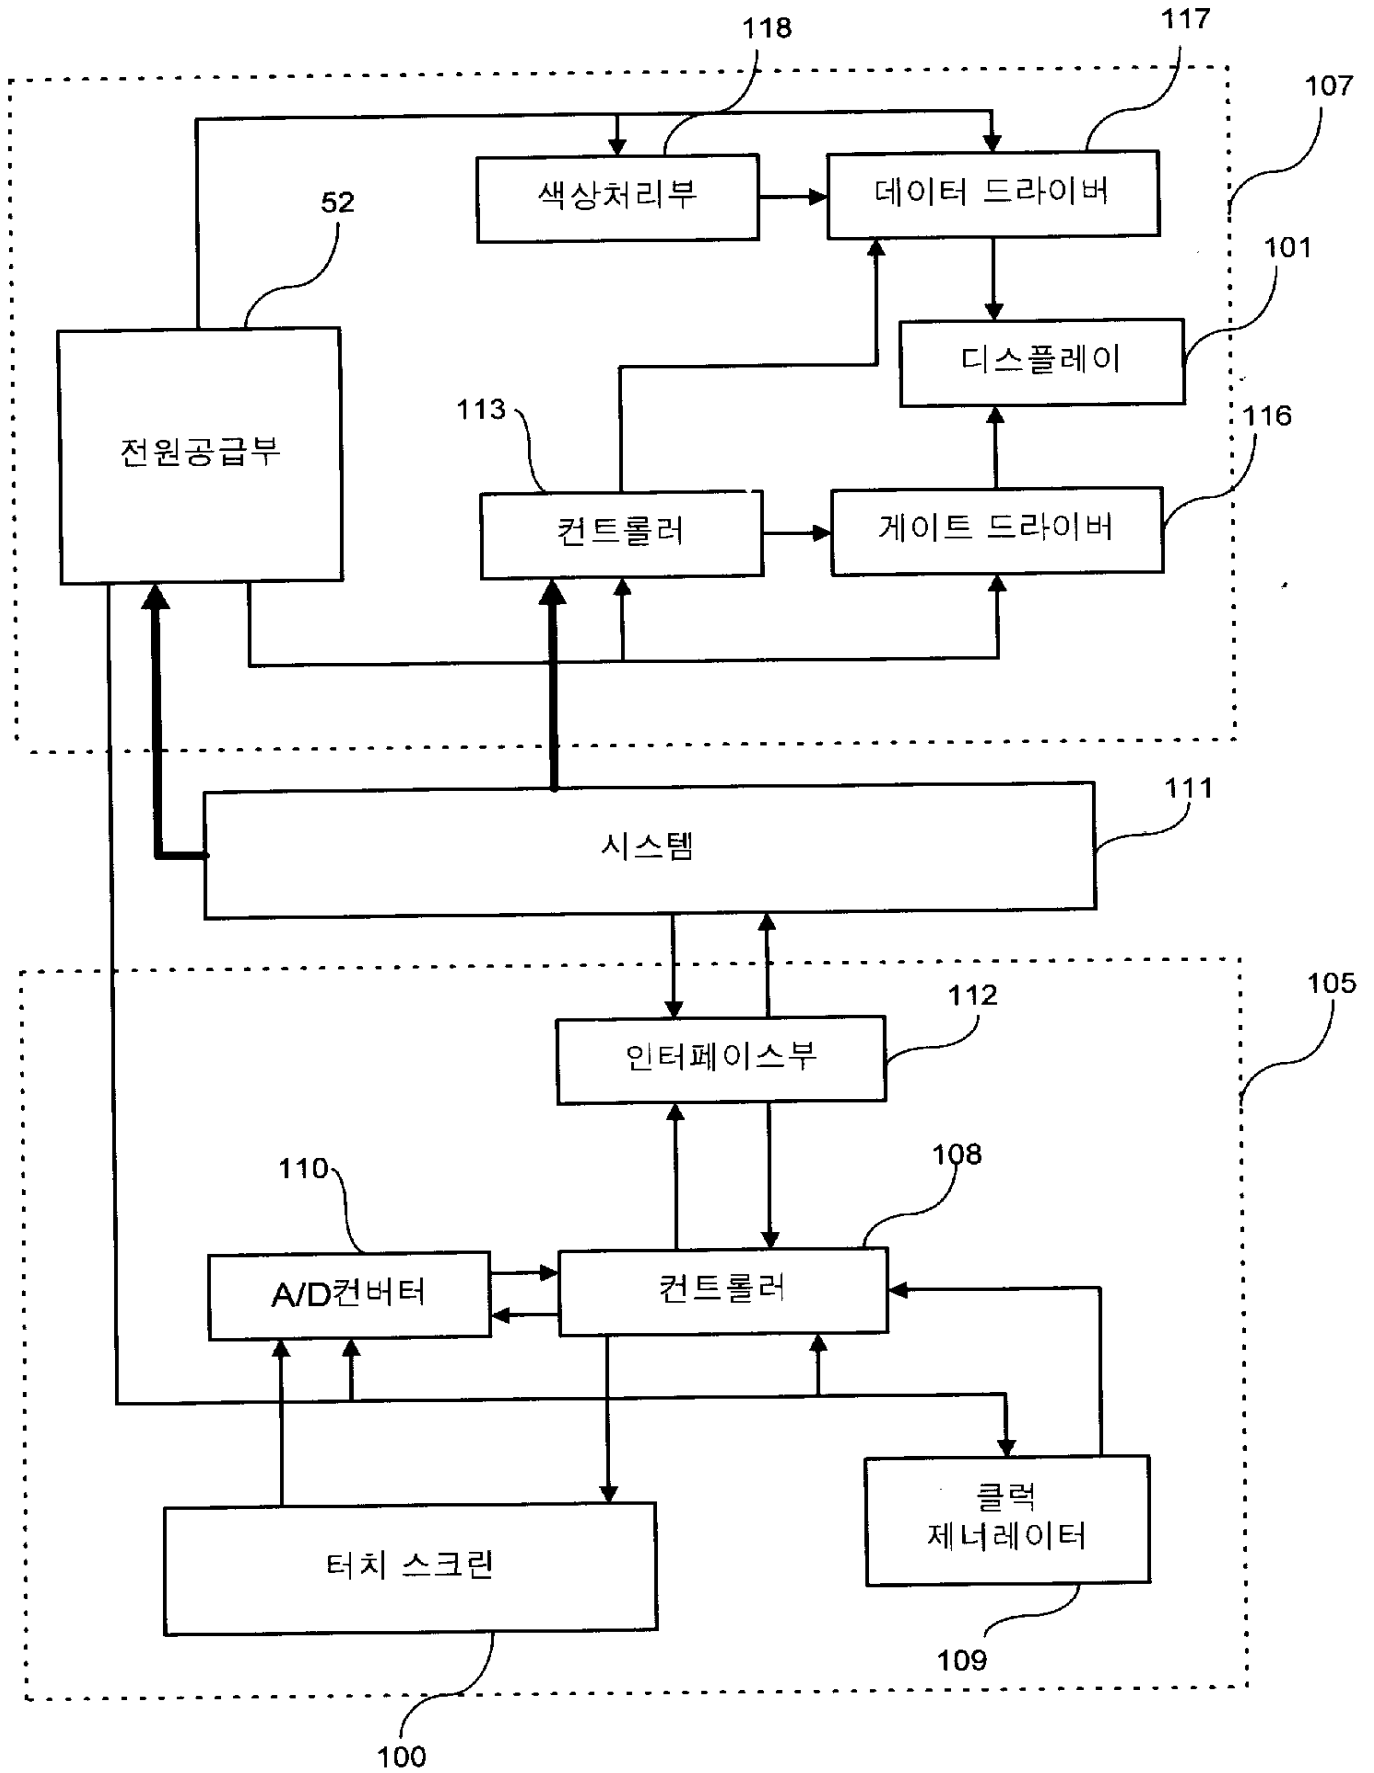 118
117
107
색상처리부
데이터 드라이버
52
101
디스플레이
전원공급부
113
116
컨트롤러
게이트 드라이버
111
시스템
105
112
인터페이스부
110
108
A/D컨버터
컨트롤러
클럭
제너레이터
터치 스크린
109
100